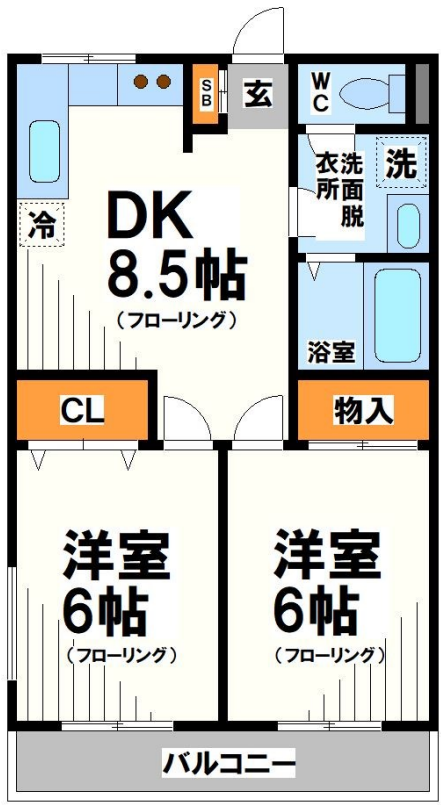 SB
玄
WC
洗面脱
衣所
洗
冷
DK
8.5帖
(フローリング)
浴室
CL
物入
洋室
6帖
(フローリング)
洋室
6帖
(フローリング)
バルコニー